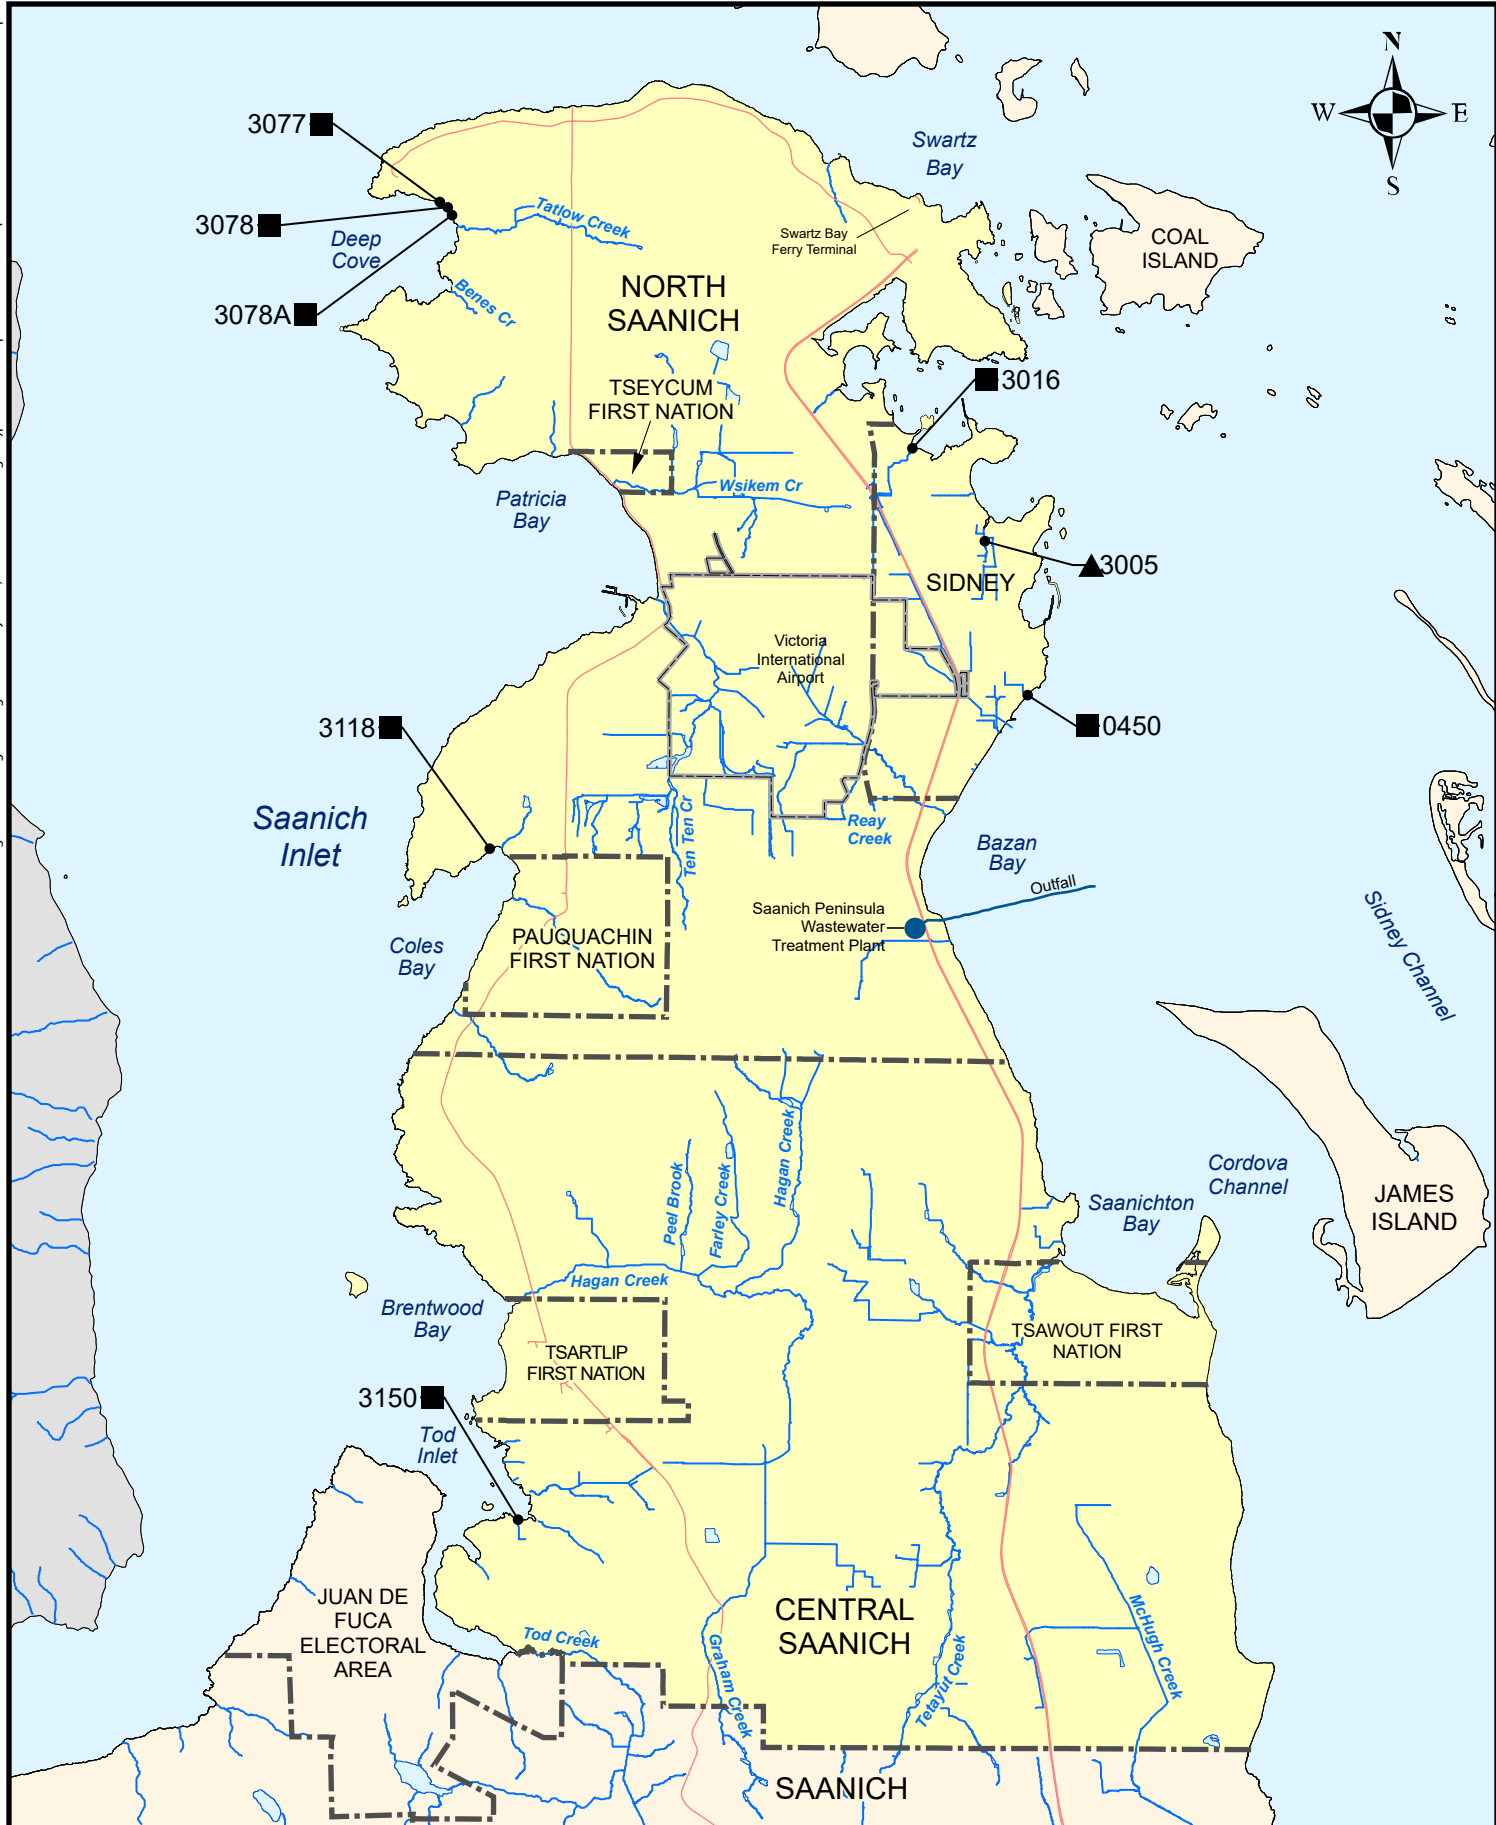 N
W
E
S
3077
Swartz
Bay
3078
Tatlow Creek
Deep
Cove
Swartz Bay
Ferry Terminal
COAL
ISLAND
NORTH
SAANICH
Benes Cr
3078A
3016
TSEYCUM
FIRST NATION
Wsikem Cr
Patricia
Bay
3005
SIDNEY
Victoria
International
Airport
3118
0450
Saanich
Inlet
Ten Ten Cr
Reay
Creek
Bazan
Bay
Outfall
Saanich Peninsula
Wastewater
Treatment Plant
Sidney Channel
PAUQUACHIN
FIRST NATION
Coles
Bay
Peel Brook
Farley Creek
Hagan Creek
Cordova
Channel
Saanichton
Bay
JAMES
ISLAND
Hagan Creek
Brentwood
Bay
TSARTLIP
FIRST NATION
TSAWOUT FIRST
NATION
3150
Tod
Inlet
JUAN DE
FUCA
ELECTORAL
AREA
CENTRAL
SAANICH
Tod Creek
Graham Creek
Tetayut Creek
McHugh Creek
SAANICH